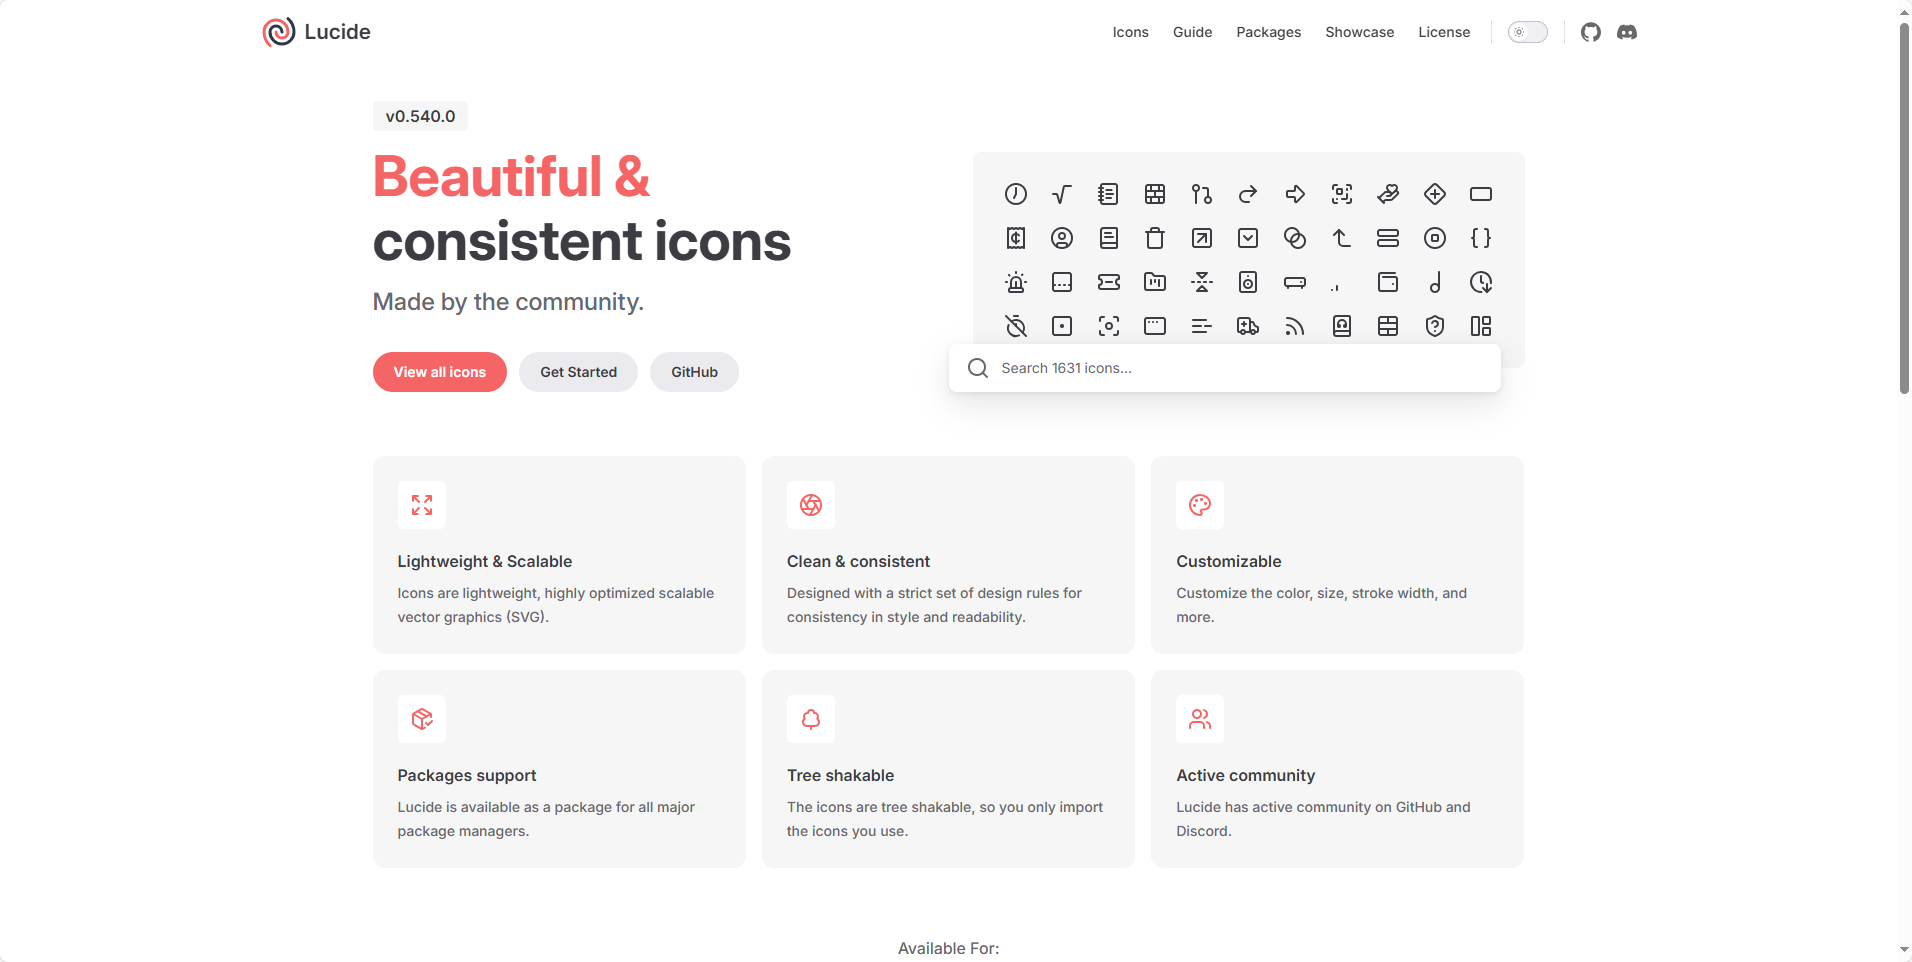 Lucide
Icons
Guide
Packages
Showcase
License
v0.540.0
Beautiful &
consistent icons
Made by the community.
View all icons
Get Started
GitHub
Search 1631 icons...
Lightweight & Scalable
Icons are lightweight, highly optimized scalable
vector graphics (SVG).
Clean & consistent
Designed with a strict set of design rules for
consistency in style and readability.
Customizable
Customize the color, size, stroke width, and
more.
Packages support
Lucide is available as a package for all major
package managers.
Tree shakable
The icons are tree shakable, so you only import
the icons you use.
Active community
Lucide has active community on GitHub and
Discord.
Available For: